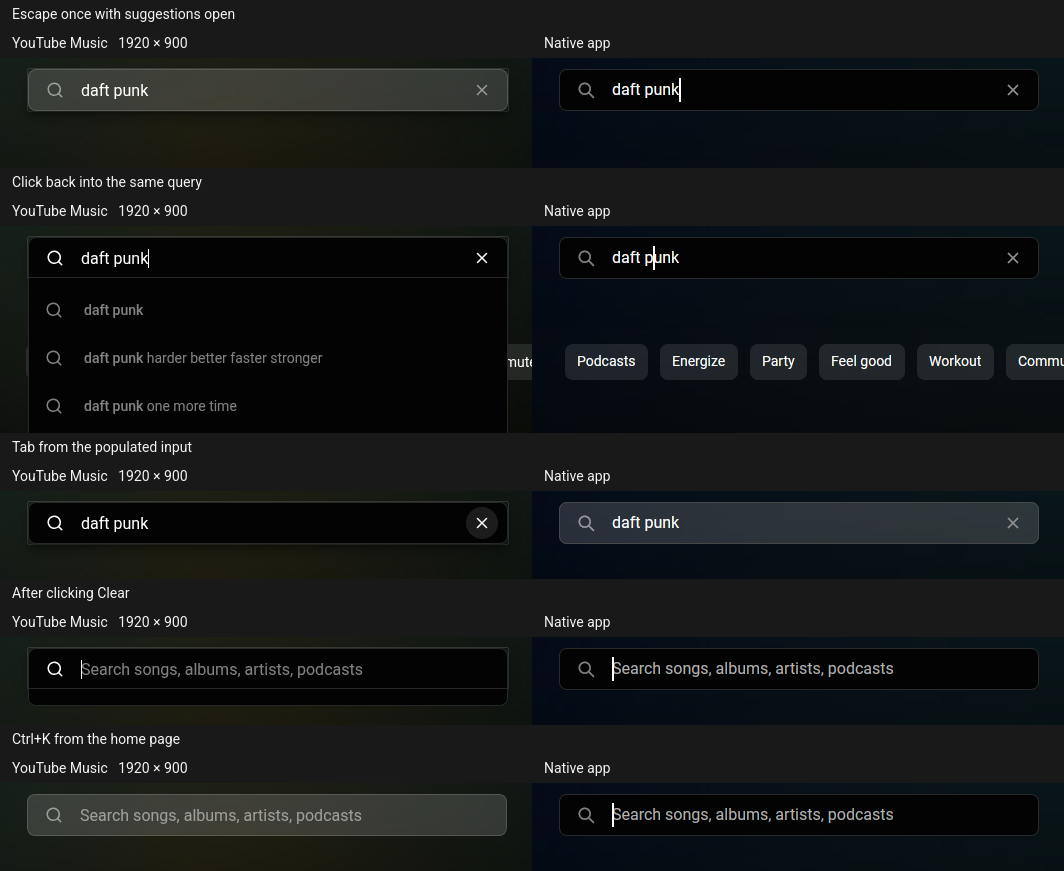 Escape once with suggestions open
YouTube Music 1920 × 900
Native app
daft punk
daft punk
Click back into the same query
YouTube Music 1920 × 900
Native app
daft punk
daft punk
daft punk
daft punk harder better faster stronger
mute
Podcasts
Energize
Party
Feel good
Workout
Commu
daft punk one more time
Tab from the populated input
YouTube Music 1920 × 900
Native app
daft punk
daft punk
After clicking Clear
YouTube Music 1920 × 900
Native app
Search songs, albums, artists, podcasts
Search songs, albums, artists, podcasts
Ctrl+K from the home page
YouTube Music 1920 × 900
Native app
Search songs, albums, artists, podcasts
Search songs, albums, artists, podcasts